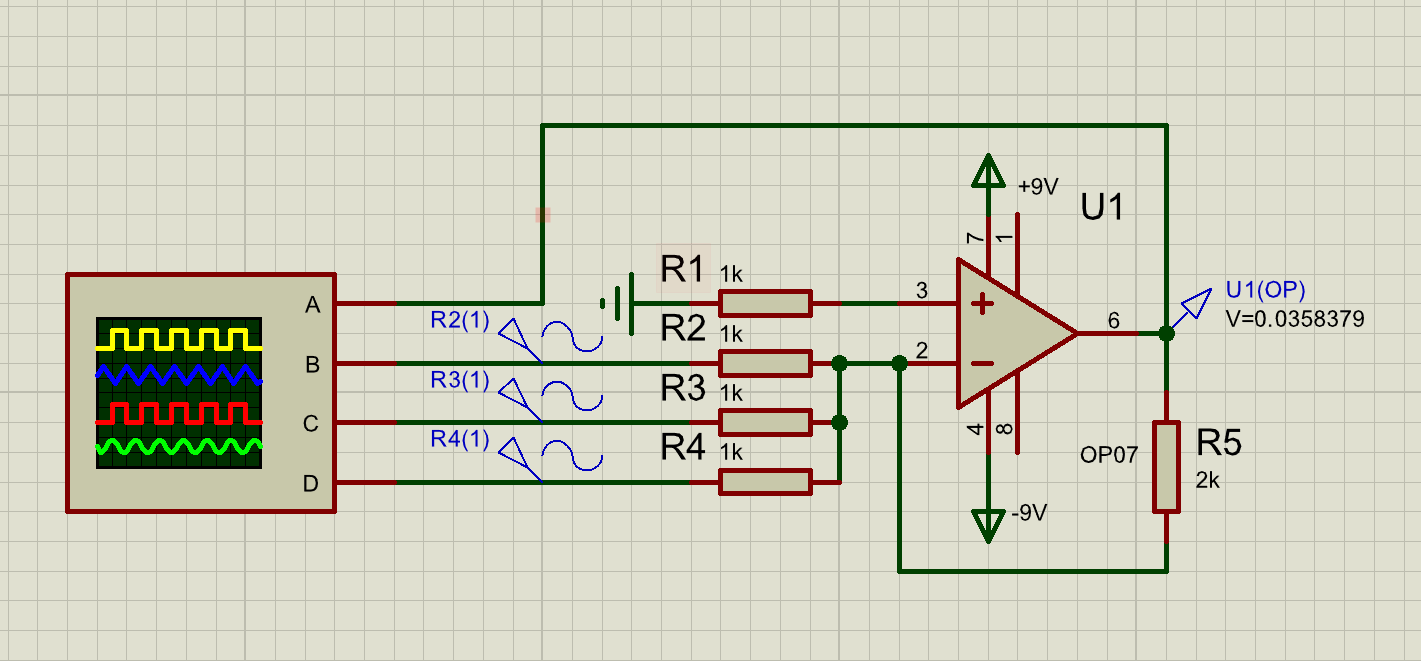 +9V
U1
7
1
R1 1k
3
U1(OP)
V=0.0358379
A
R2(1)
R2 1k
6
2
B
R3(1)
R3 1k
C
R4(1)
R4 1k
4
8
OP07
R5
2k
D
-9V